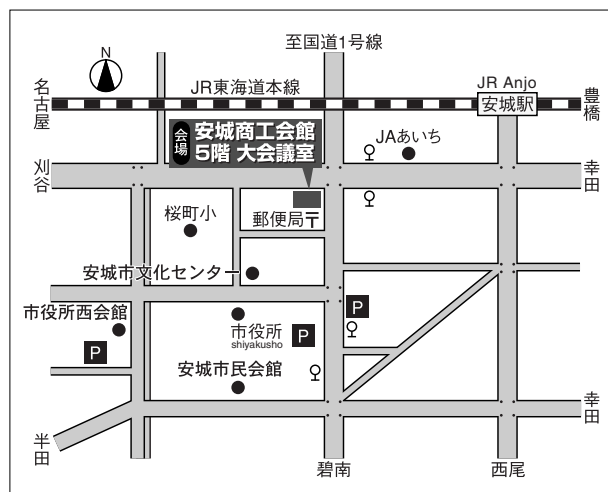 至国道1号線
N
名古屋
JR東海道本線
JR Anjo
安城駅
豊橋
会場
安城商工会館
5階 大会議室
JAあいち
刈谷
幸田
桜町小
郵便局〒
安城市文化センター
市役所西会館
P
市役所
shiyakusho
P
P
安城市民会館
幸田
半田
碧南
西尾